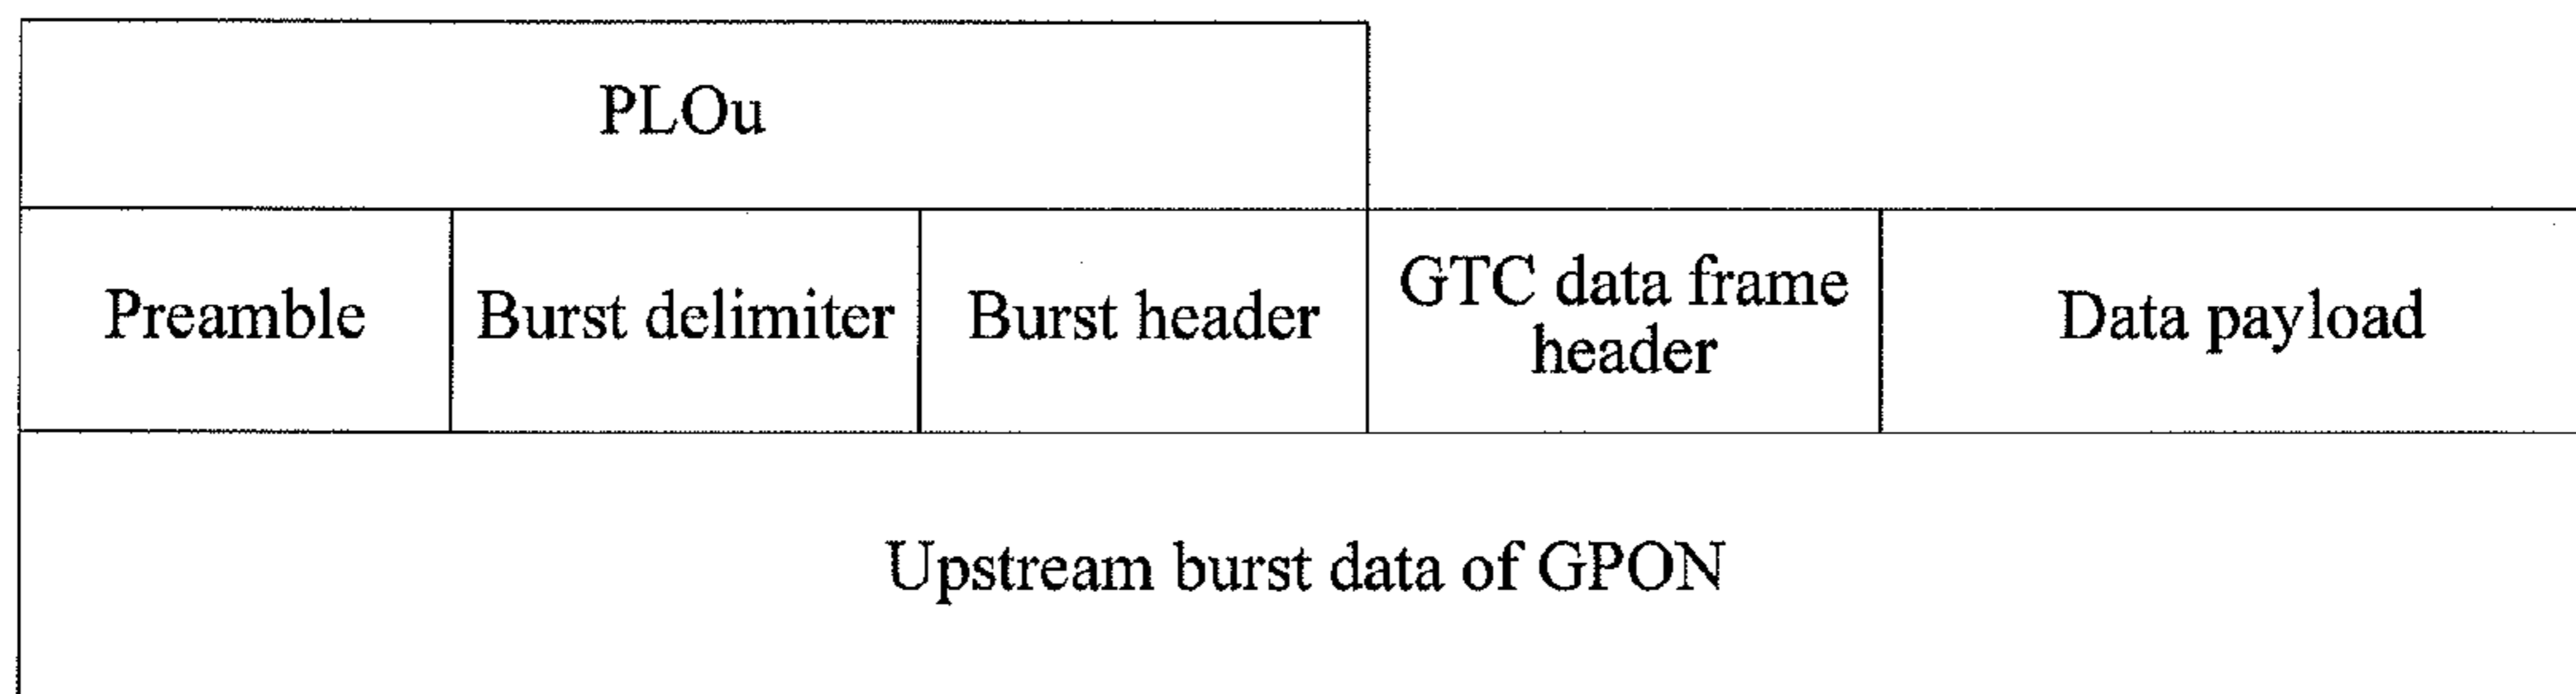 PLOu
Preamble
Burst delimiter
Burst header
GTC data frame
header
Data payload
Upstream burst data of GPON